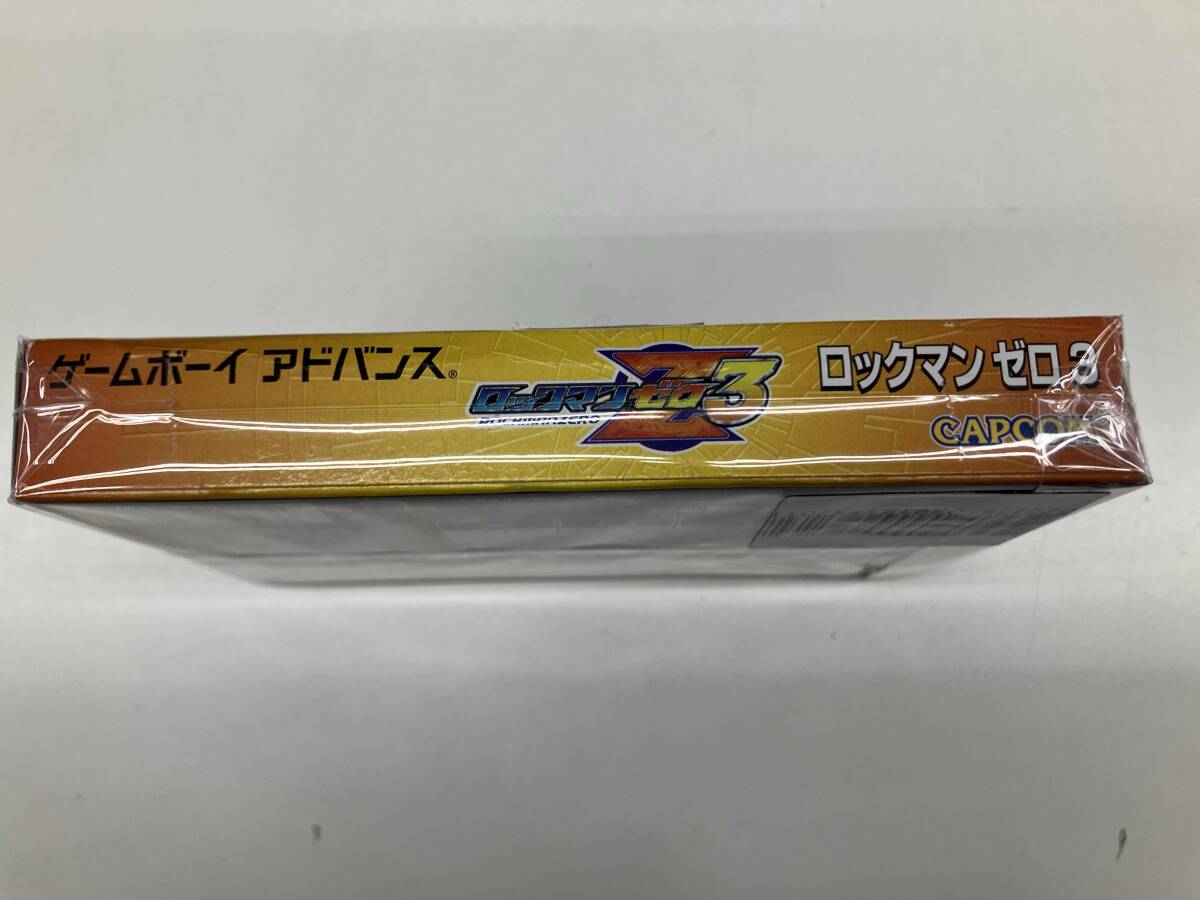 ゲームボーイ アドバンス®
ロックマンゼロ3
ROCKMANZERO
ロックマン ゼロ 3
CAPCOM